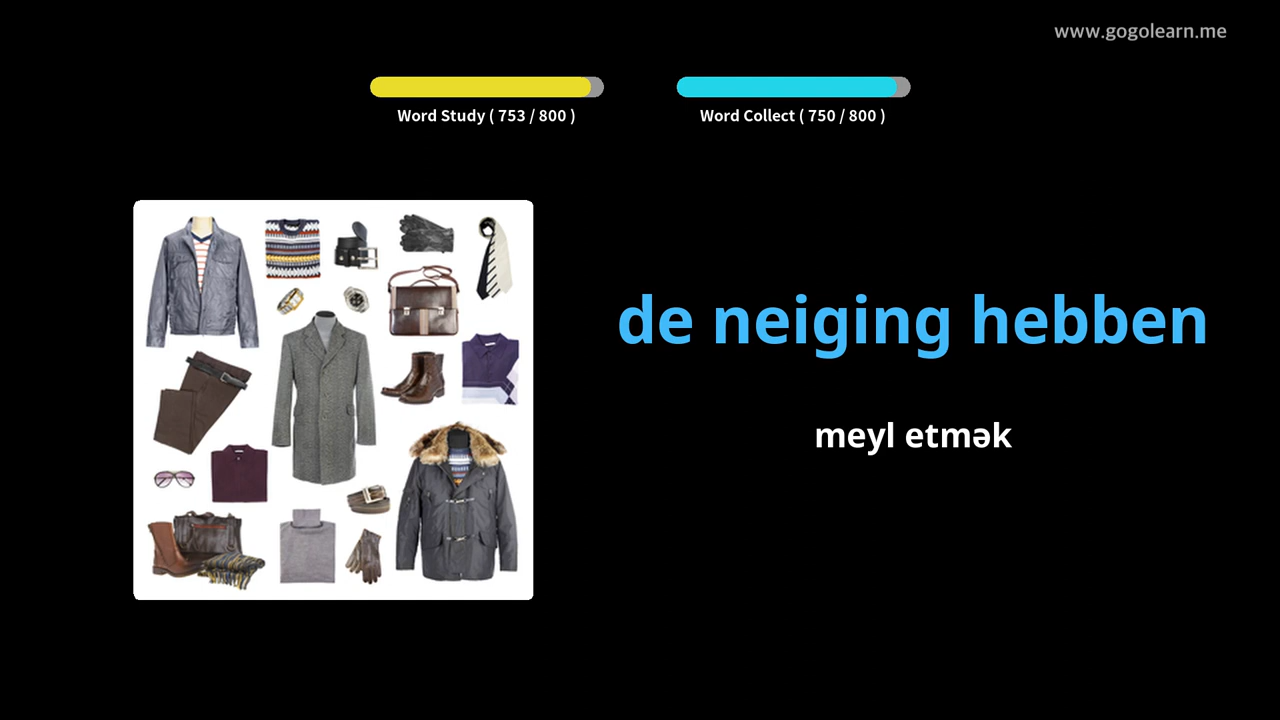 www.gogolearn.me
Word Study ( 753 / 800 )
Word Collect ( 750 / 800 )
de neiging hebben
meyl etmək